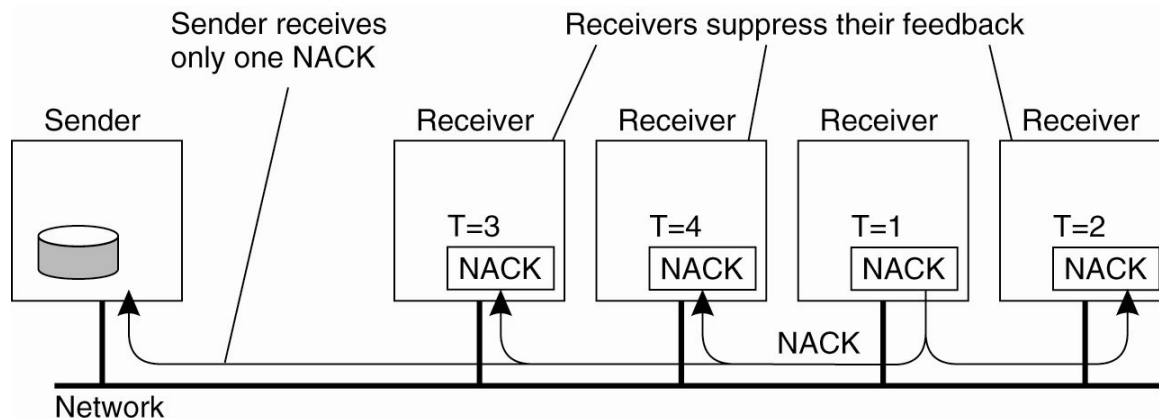 Sender receives
only one NACK
Receivers suppress their feedback
Sender
Receiver
Receiver
Receiver
Receiver
T=3
T=4
T=1
T=2
NACK
NACK
NACK
NACK
NACK
Network